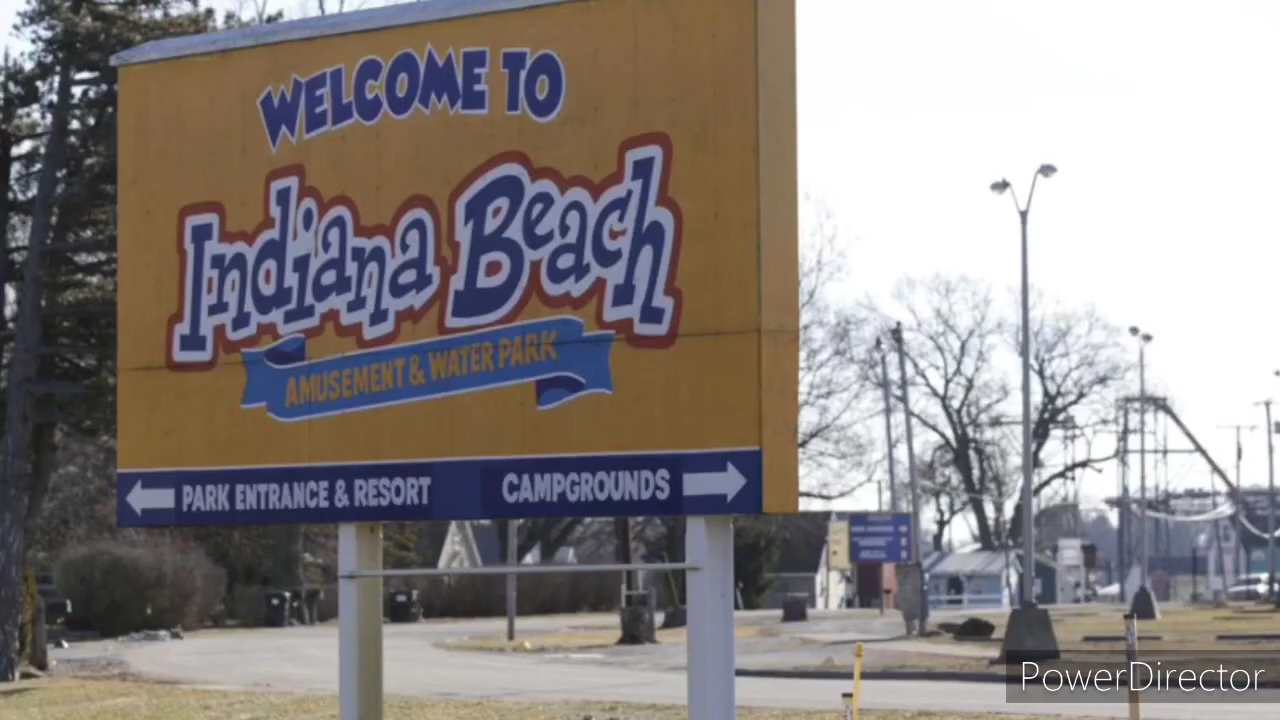 WELCOME TO
Indiana Beach
AMUSEMENT & WATER PARK
PARK ENTRANCE & RESORT
CAMPGROUNDS
PowerDirector